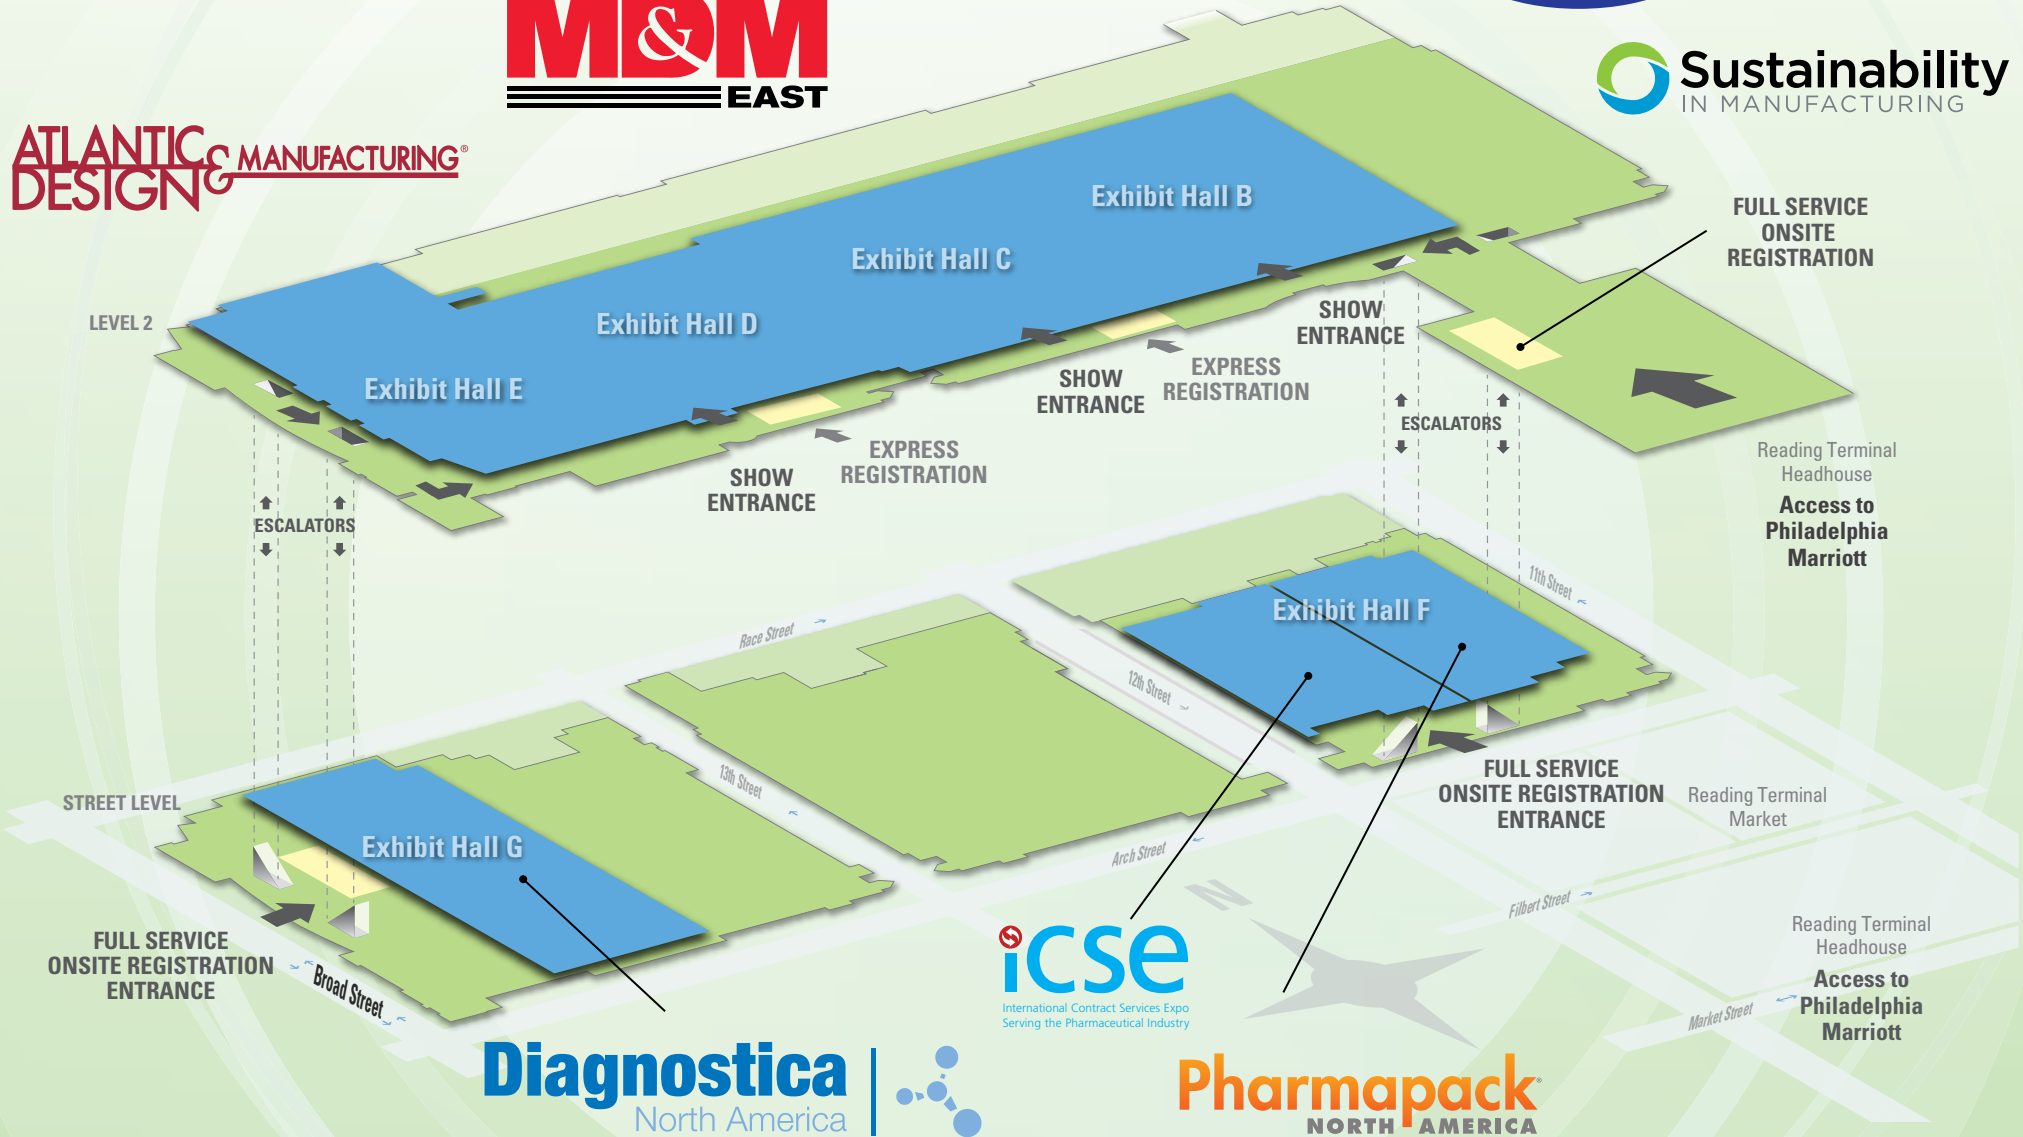 MD&M
EAST
Sustainability
IN MANUFACTURING
ATLANTIC
DESIGN & MANUFACTURING®
Exhibit Hall B
FULL SERVICE
ONSITE
REGISTRATION
Exhibit Hall C
LEVEL 2
Exhibit Hall D
SHOW
ENTRANCE
Exhibit Hall E
SHOW
ENTRANCE
EXPRESS
REGISTRATION
ESCALATORS
SHOW
ENTRANCE
EXPRESS
REGISTRATION
Reading Terminal
Headhouse
Access to
Philadelphia
Marriott
ESCALATORS
11th Street
Race Street
Exhibit Hall F
12th Street
13th Street
STREET LEVEL
FULL SERVICE
ONSITE REGISTRATION
ENTRANCE
Reading Terminal
Market
Exhibit Hall G
Arch Street
Filbert Street
N
FULL SERVICE
ONSITE REGISTRATION
ENTRANCE
Broad Street
iCSe
International Contract Services Expo
Serving the Pharmaceutical Industry
Reading Terminal
Headhouse
Access to
Philadelphia
Marriott
Market Street
Diagnostica
North America
Pharmapack
NORTH AMERICA